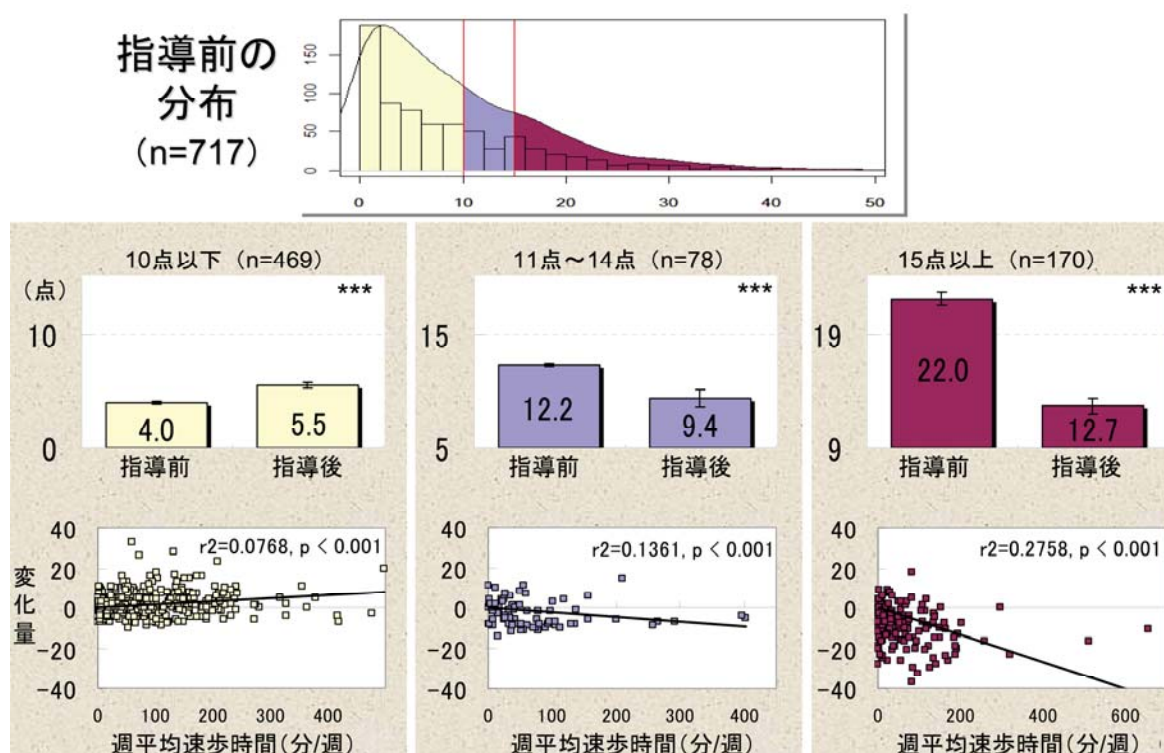 指導前の
分布
(n=717)
0 50 100 150
0 10 20 30 40 50
10点以下 (n=469)
(点)
***
10
0
4.0
5.5
指導前
指導後
11点～14点 (n=78)
***
15
5
12.2
9.4
指導前
指導後
15点以上 (n=170)
***
19
9
22.0
12.7
指導前
指導後
変化量
40
20
0
-20
-40
r2=0.0768, p < 0.001
0 100 200 300 400
週平均速歩時間(分/週)
40
20
0
-20
-40
r2=0.1361, p < 0.001
0 100 200 300 400
週平均速歩時間(分/週)
40
20
0
-20
-40
r2=0.2758, p < 0.001
0 200 400 600
週平均速歩時間(分/週)